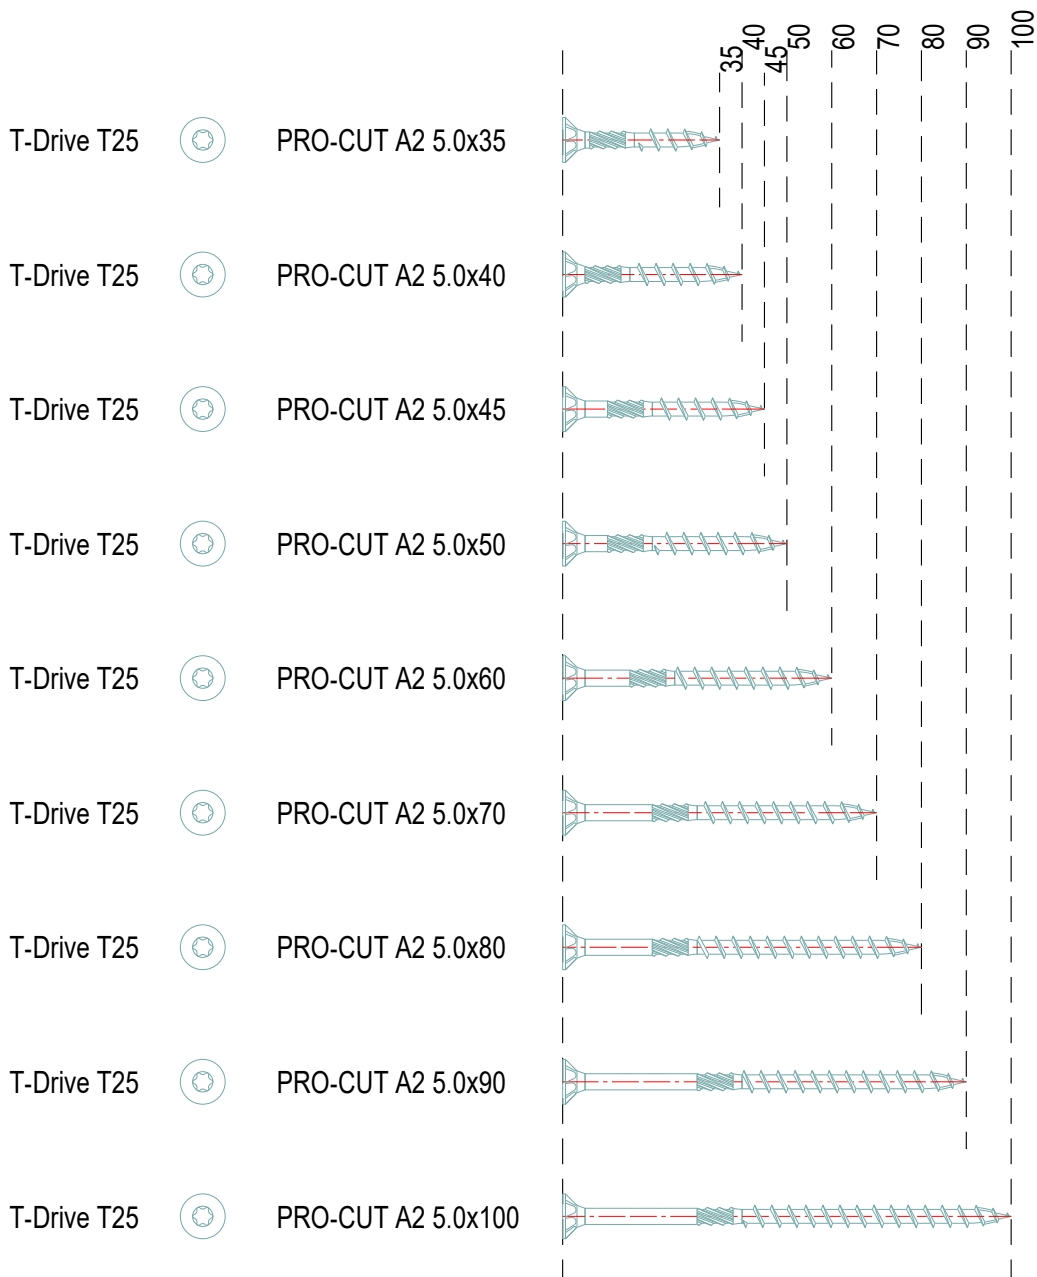 35
40
45
50
60
70
80
90
100
T-Drive T25 PRO-CUT A2 5.0x35
T-Drive T25 PRO-CUT A2 5.0x40
T-Drive T25 PRO-CUT A2 5.0x45
T-Drive T25 PRO-CUT A2 5.0x50
T-Drive T25 PRO-CUT A2 5.0x60
T-Drive T25 PRO-CUT A2 5.0x70
T-Drive T25 PRO-CUT A2 5.0x80
T-Drive T25 PRO-CUT A2 5.0x90
T-Drive T25 PRO-CUT A2 5.0x100